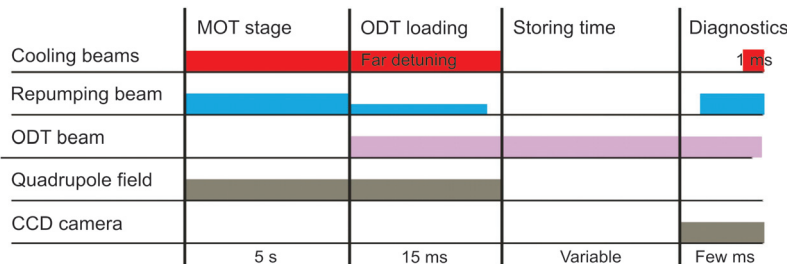 MOT stage ODT loading Storing time Diagnostics
Cooling beams Far detuning 1 ms
Repumping beam
ODT beam
Quadrupole field
CCD camera
5 s 15 ms Variable Few ms